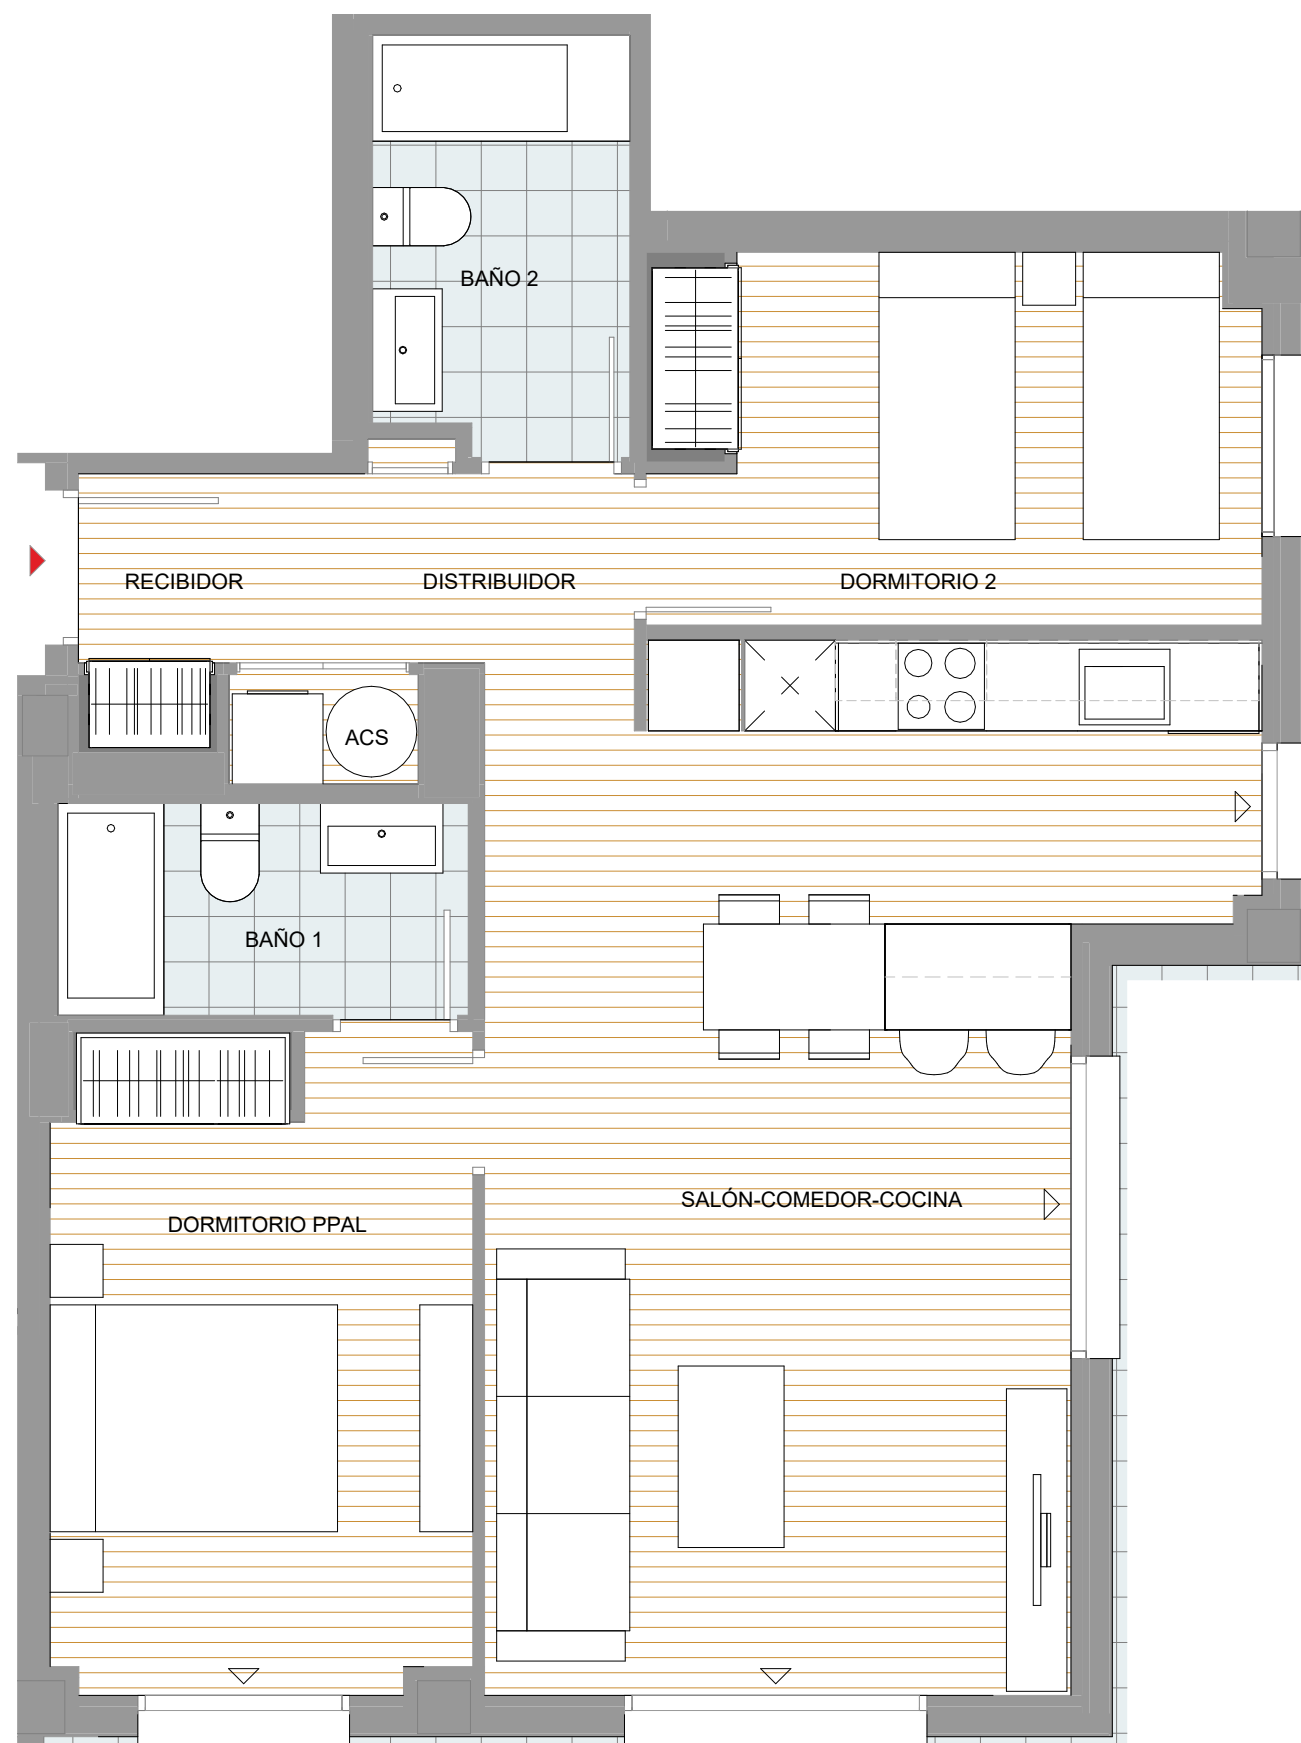 BAÑO 2
RECIBIDOR
DISTRIBUIDOR
DORMITORIO 2
ACS
BAÑO 1
SALÓN-COMEDOR-COCINA
DORMITORIO PPAL